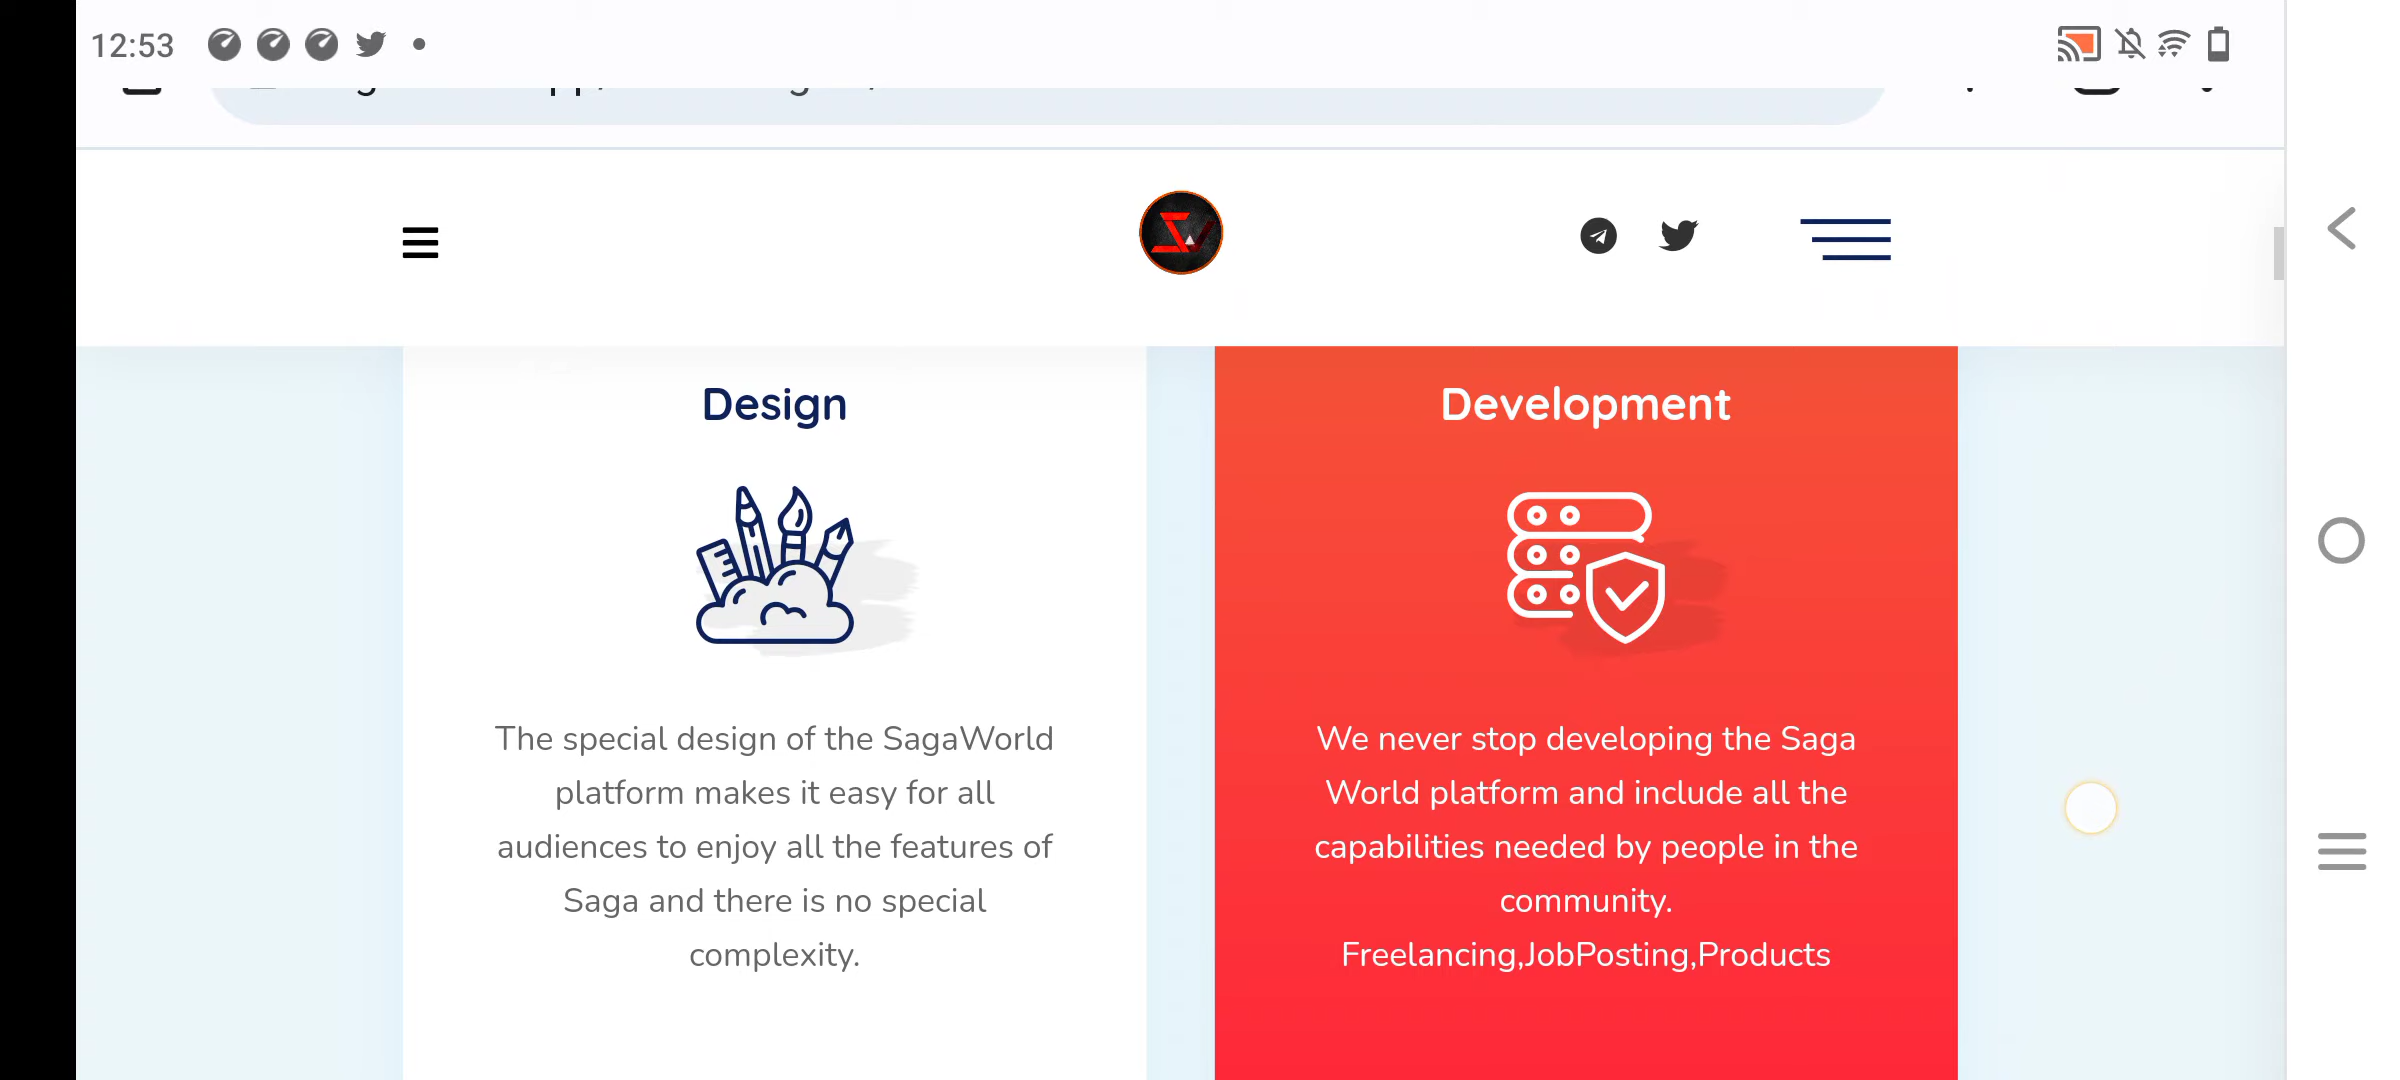 12:53
Design
The special design of the SagaWorld
platform makes it easy for all
audiences to enjoy all the features of
Saga and there is no special
complexity.
Development
We never stop developing the Saga
World platform and include all the
capabilities needed by people in the
community.
Freelancing,JobPosting,Products